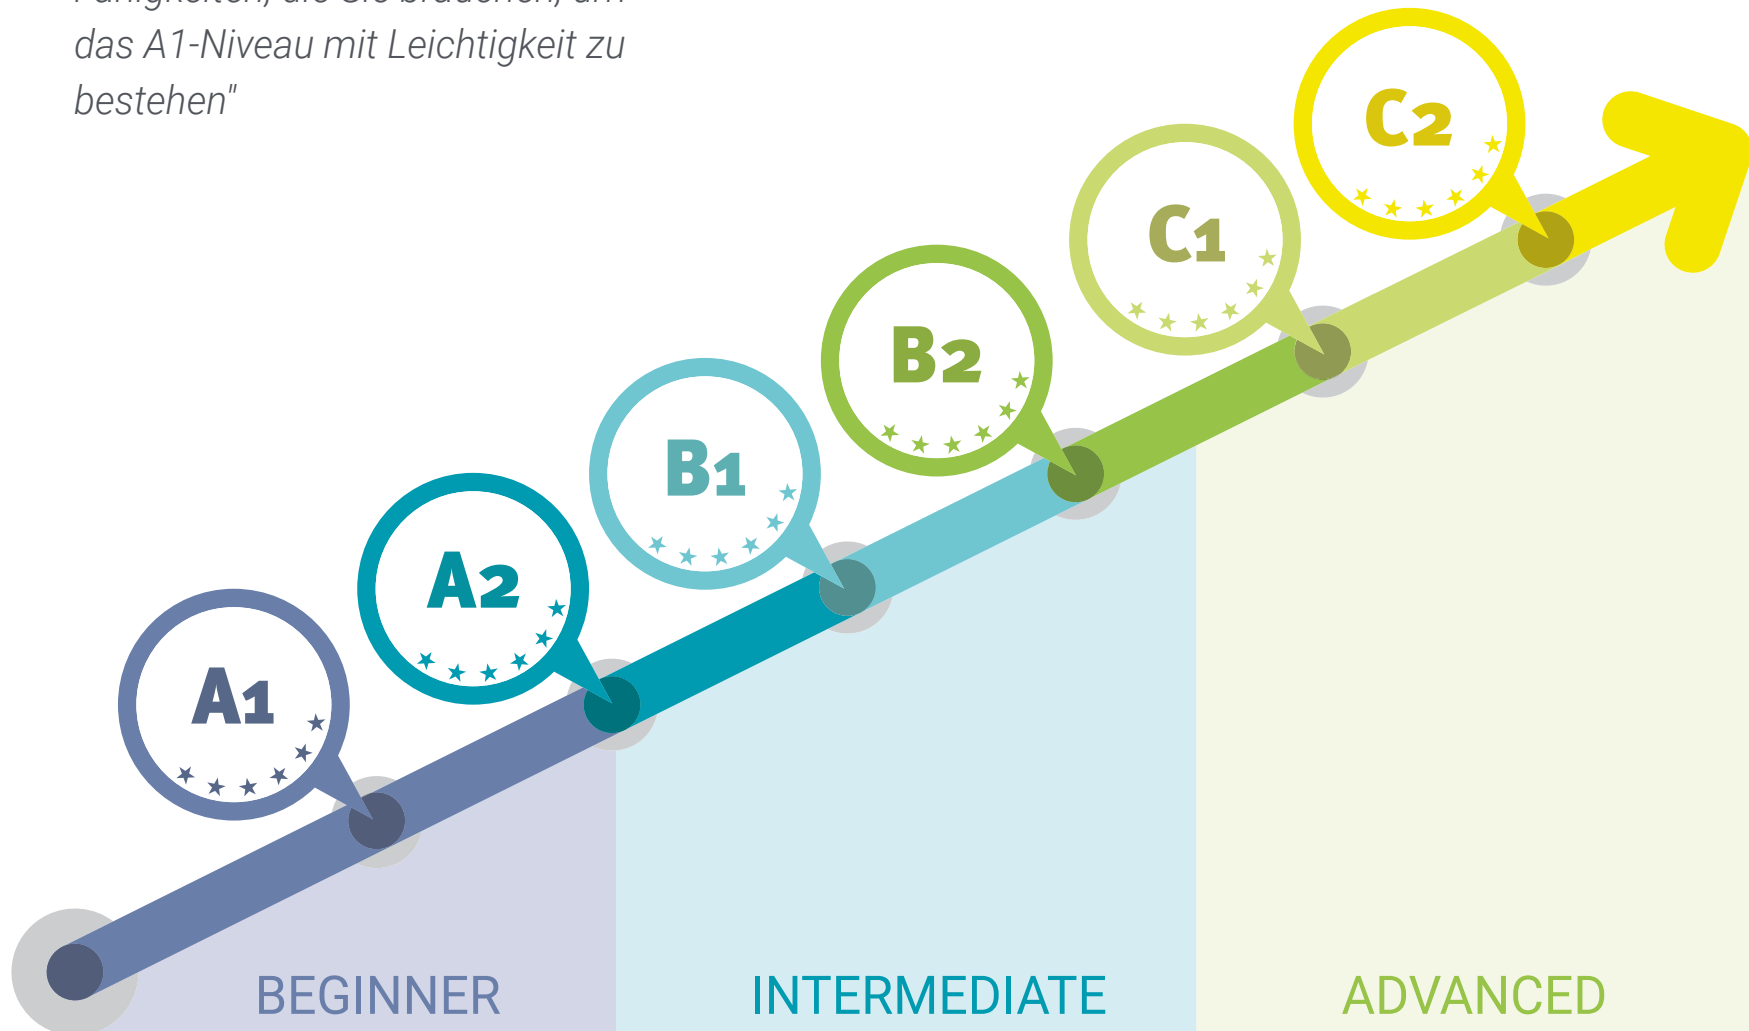 das A1-Niveau mit Leichtigkeit zu
bestehen"
C2
C1
B2
B1
A2
A1
BEGINNER INTERMEDIATE ADVANCED